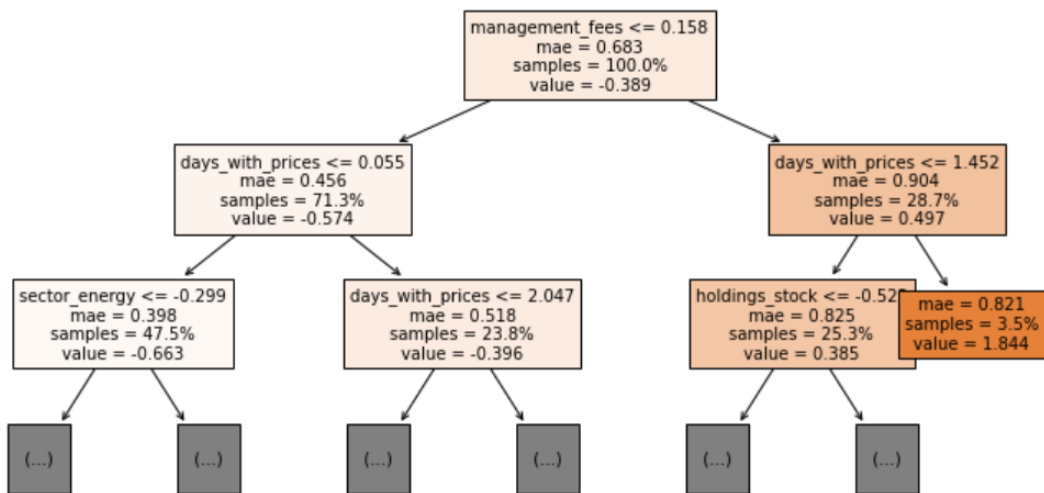 management_fees <= 0.158
mae = 0.683
samples = 100.0%
value = -0.389
days_with_prices <= 0.055
mae = 0.456
samples = 71.3%
value = -0.574
days_with_prices <= 1.452
mae = 0.904
samples = 28.7%
value = 0.497
sector_energy <= -0.299
mae = 0.398
samples = 47.5%
value = -0.663
days_with_prices <= 2.047
mae = 0.518
samples = 23.8%
value = -0.396
holdings_stock <=
mae = 0.825
samples = 25.3%
value = 0.385
mae = 0.821
samples = 3.5%
value = 1.844
(...)
(...)
(...)
(...)
(...)
(...)